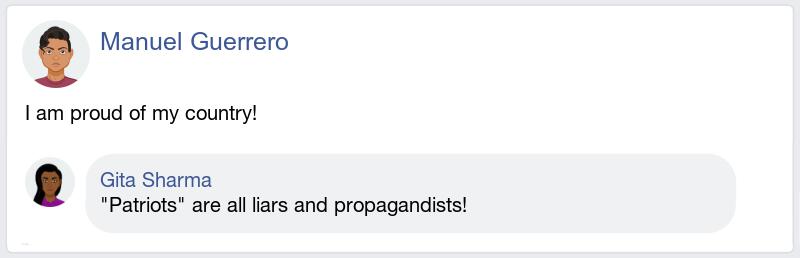 Manuel Guerrero
I am proud of my country!
Gita Sharma
"Patriots" are all liars and propagandists!